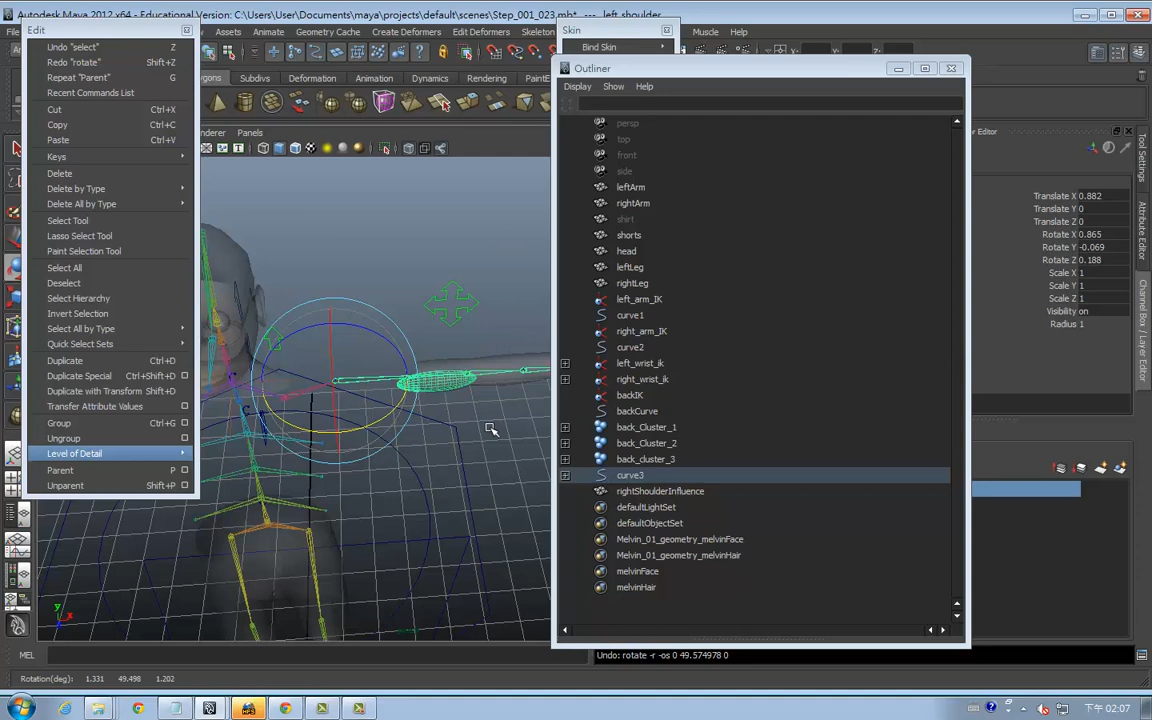 Autodesk Maya 2012 x64 - Educational Version: C:\Users\User\Documents\maya\projects\default\scenes\Step_001_023.mb* --- left_shoulder
Edit
Undo "select" Z
Redo "rotate" Shift+Z
Repeat "Parent" G
Recent Commands List
Cut Ctrl+X
Copy Ctrl+C
Paste Ctrl+V
Keys
Delete
Delete by Type
Delete All by Type
Select Tool
Lasso Select Tool
Paint Selection Tool
Select All
Deselect
Select Hierarchy
Invert Selection
Select All by Type
Quick Select Sets
Duplicate Ctrl+D
Duplicate Special Ctrl+Shift+D
Duplicate with Transform Shift+D
Transfer Attribute Values
Group Ctrl+G
Ungroup
Level of Detail
Parent P
Unparent Shift+P
Assets Animate Geometry Cache Create Deformers Edit Deformers Skeleton
Muscle Help
Skin
Bind Skin
X: Y: Z:
Subdivs Deformation Animation Dynamics Rendering
Panels
Outliner
Display Show Help
persp
top
front
side
leftArm
rightArm
shirt
shorts
head
leftLeg
rightLeg
left_arm_IK
curve1
right_arm_IK
curve2
left_wrist_ik
right_wrist_ik
backIK
backCurve
back_Cluster_1
back_Cluster_2
back_cluster_3
curve3
rightShoulderInfluence
defaultLightSet
defaultObjectSet
Melvin_01_geometry_melvinFace
Melvin_01_geometry_melvinHair
melvinFace
melvinHair
Translate X 0.882
Translate Y 0
Translate Z 0
Rotate X 0.865
Rotate Y -0.069
Rotate Z 0.188
Scale X 1
Scale Y 1
Scale Z 1
Visibility on
Radius 1
Tool Settings
Attribute Editor
Channel Box / Layer Editor
C
C
y
x
MEL
Undo: rotate -r -os 0 49.574978 0
Rotation(deg): 1.331 49.498 1.202
下午 02:07